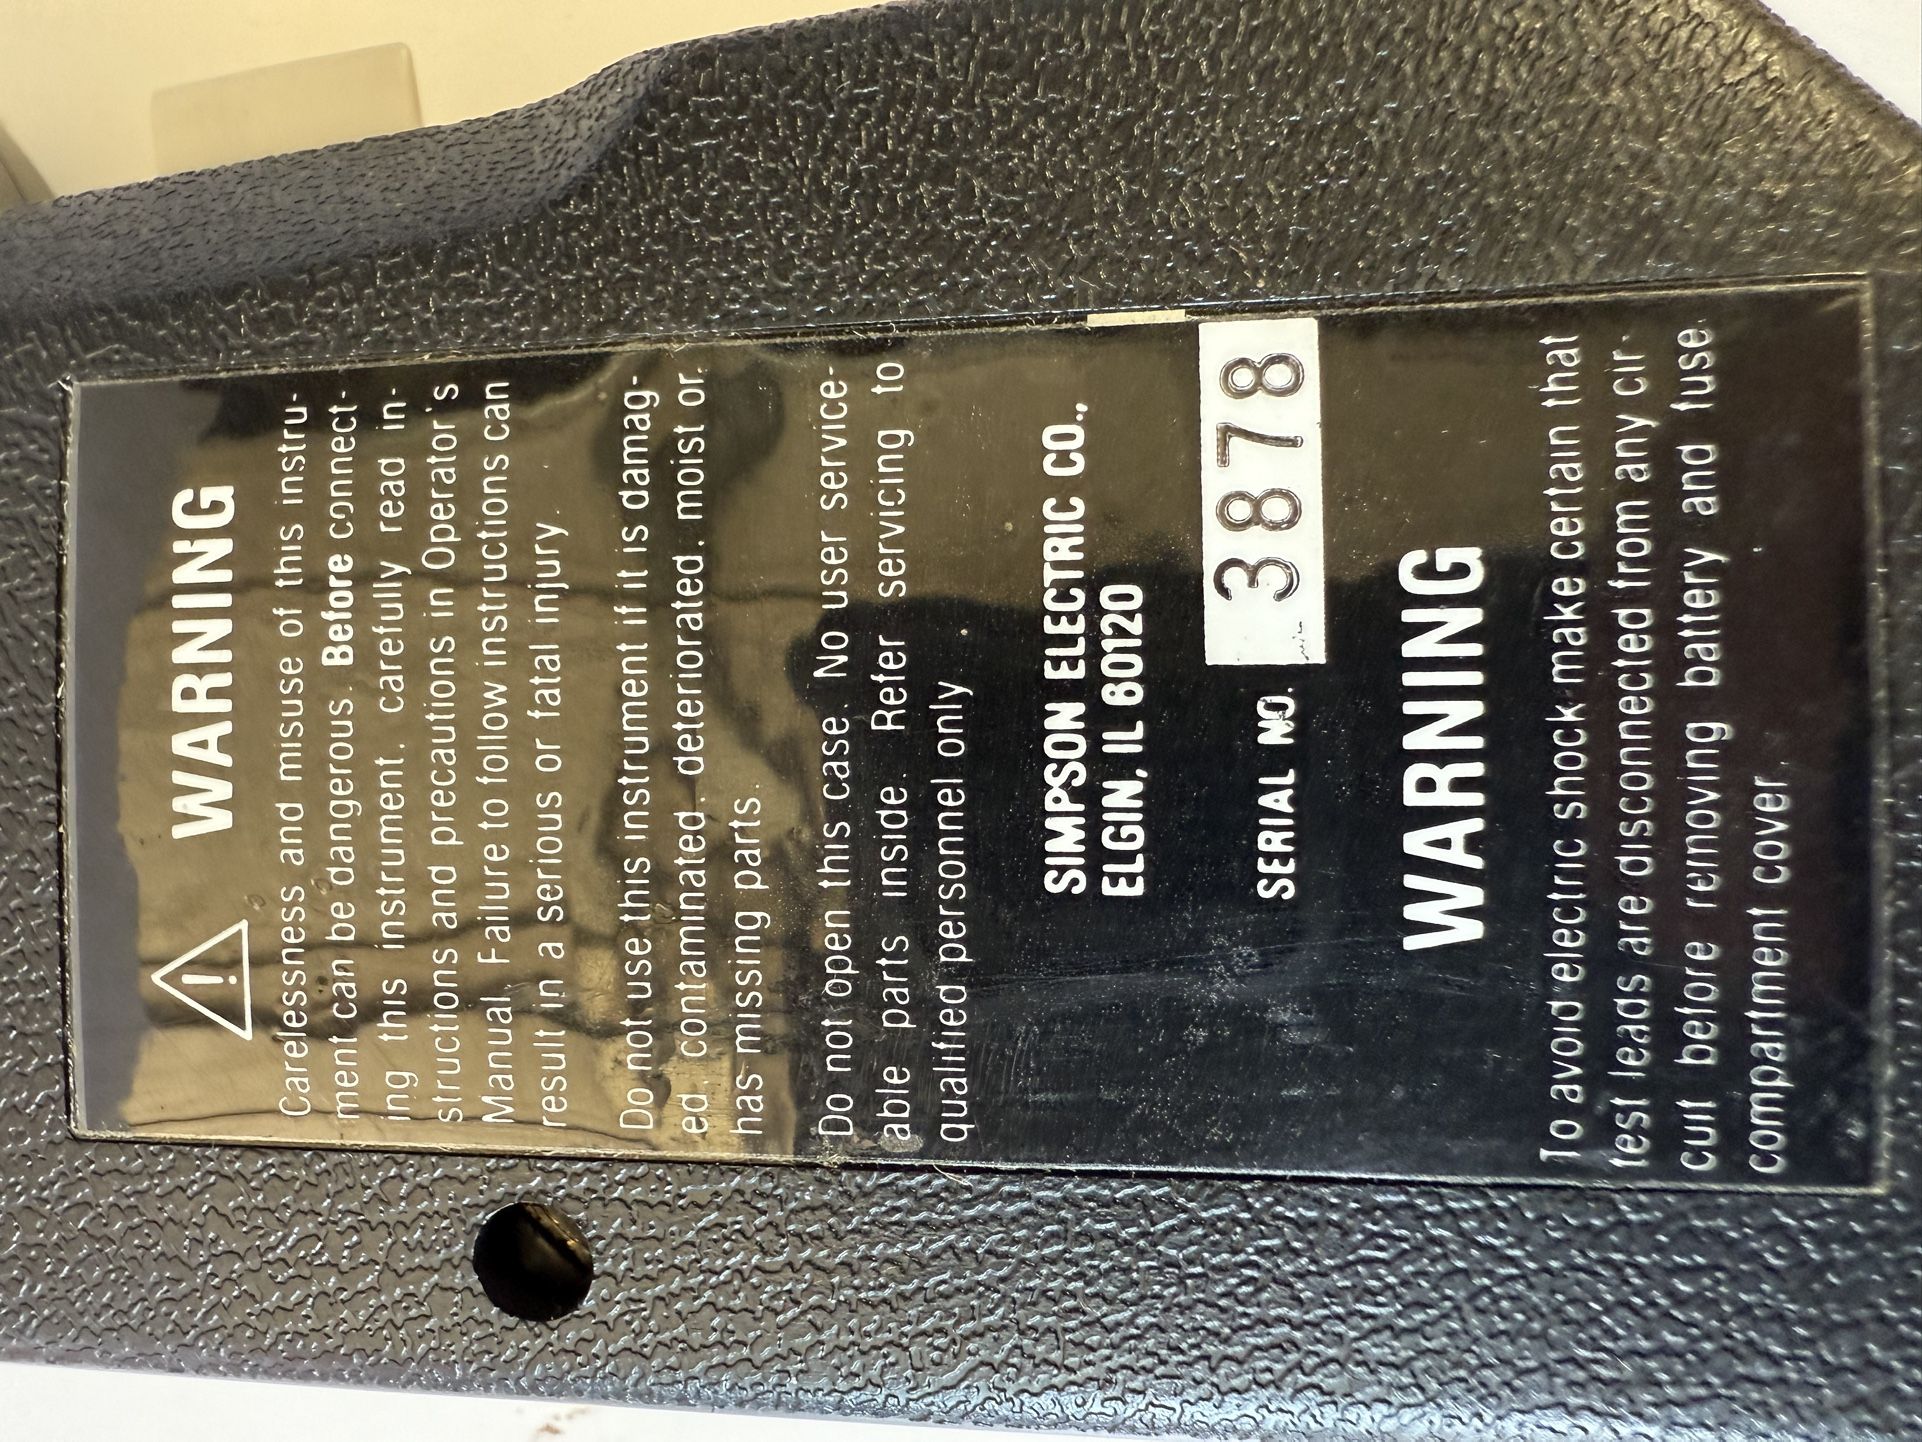 WARNING
Carelessness and misuse of this instru-
ment can be dangerous. Before connect-
ing this instrument, carefully read in-
structions and precautions in Operator's
Manual. Failure to follow instructions can
result in a serious or fatal injury.
Do not use this instrument if it is damag-
ed, contaminated, deteriorated, moist or
has missing parts.
Do not open this case. No user service-
able parts inside. Refer servicing to
qualified personnel only
SIMPSON ELECTRIC CO.,
ELGIN, IL 60120
SERIAL NO. 3878
WARNING
To avoid electric shock make certain that
test leads are disconnected from any cir-
cuit before removing battery and fuse
compartment cover.